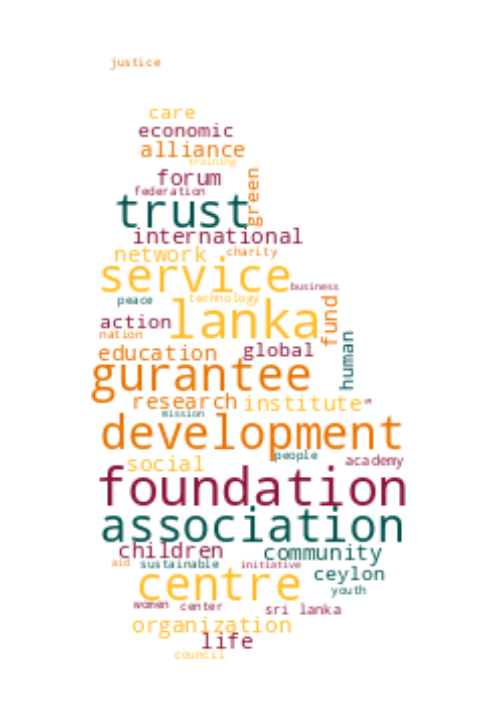 justice
care
economic
alliance
training
forum
federation
green
trust
international
network charity
service
business
peace technology
lanka
action
fund
nation
human
education global
gurantee
research institute
mission
development
people
social academy
foundation
association
children community
aid sustainable initiative
ceylon
centre
youth
women center sri lanka
organization
life
council